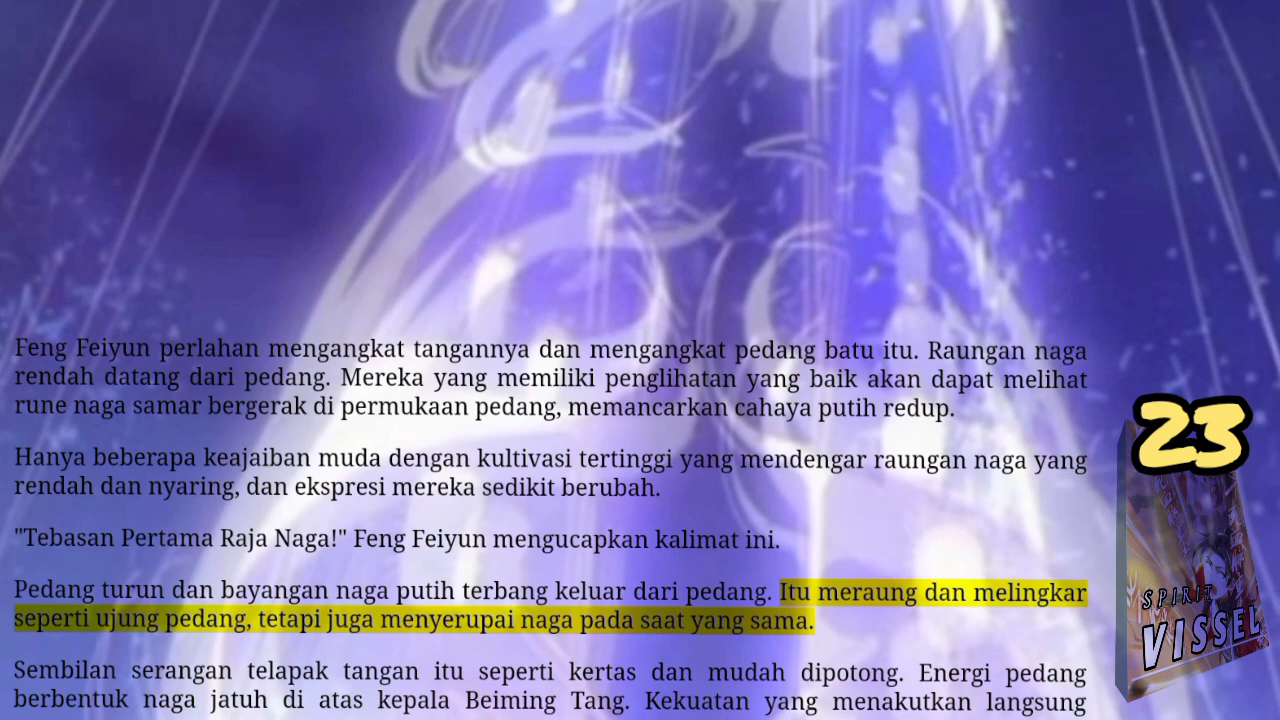 Feng Feiyun perlahan mengangkat tangannya dan mengangkat pedang batu itu. Raungan naga
rendah datang dari pedang. Mereka yang memiliki penglihatan yang baik akan dapat melihat
rune naga samar bergerak di permukaan pedang, memancarkan cahaya putih redup.
Hanya beberapa keajaiban muda dengan kultivasi tertinggi yang mendengar raungan naga yang
rendah dan nyaring, dan ekspresi mereka sedikit berubah.
"Tebasan Pertama Raja Naga!" Feng Feiyun mengucapkan kalimat ini.
Pedang turun dan bayangan naga putih terbang keluar dari pedang. Itu meraung dan melingkar
seperti ujung pedang, tetapi juga menyerupai naga pada saat yang sama.
Sembilan serangan telapak tangan itu seperti kertas dan mudah dipotong. Energi pedang
berbentuk naga jatuh di atas kepala Beiming Tang. Kekuatan yang menakutkan langsung
23
SPIRIT
VISSEL